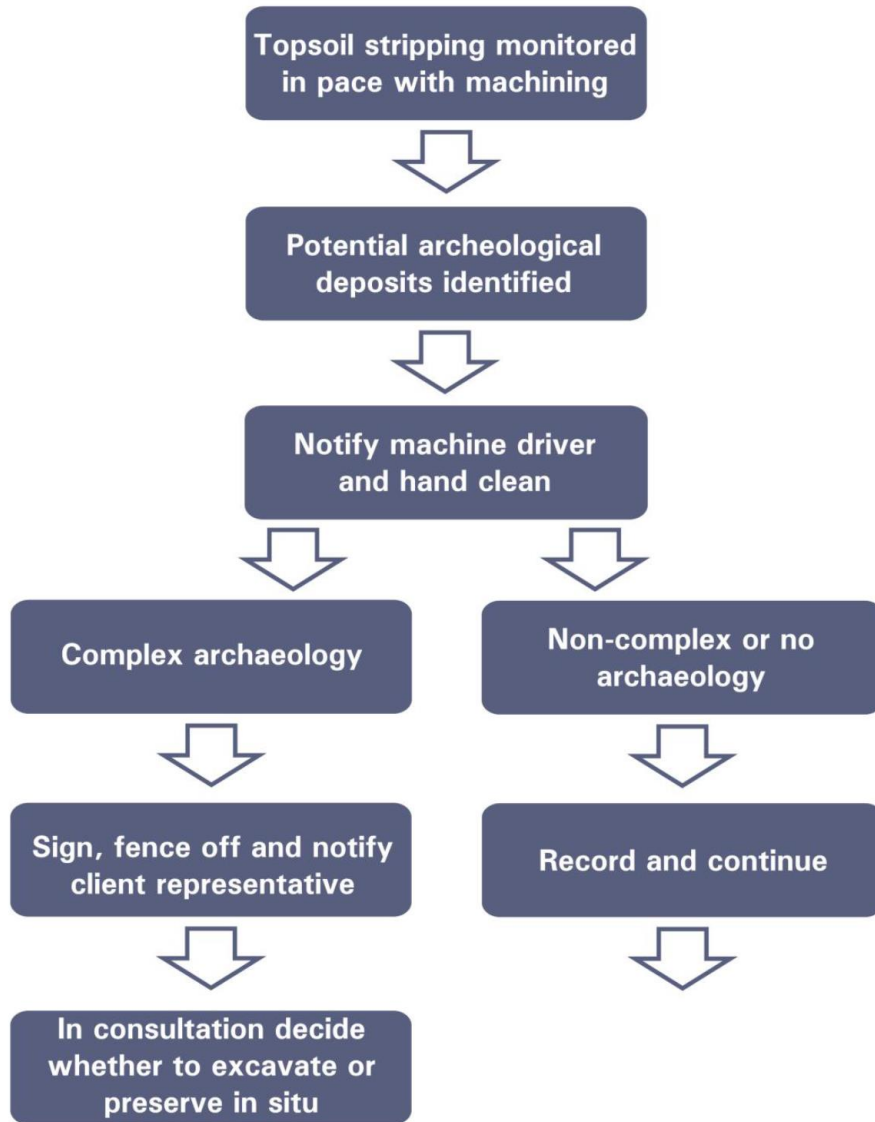 Topsoil stripping monitored
in pace with machining
Potential archeological
deposits identified
Notify machine driver
and hand clean
Complex archaeology
Non-complex or no
archaeology
Sign, fence off and notify
client representative
Record and continue
In consultation decide
whether to excavate or
preserve in situ